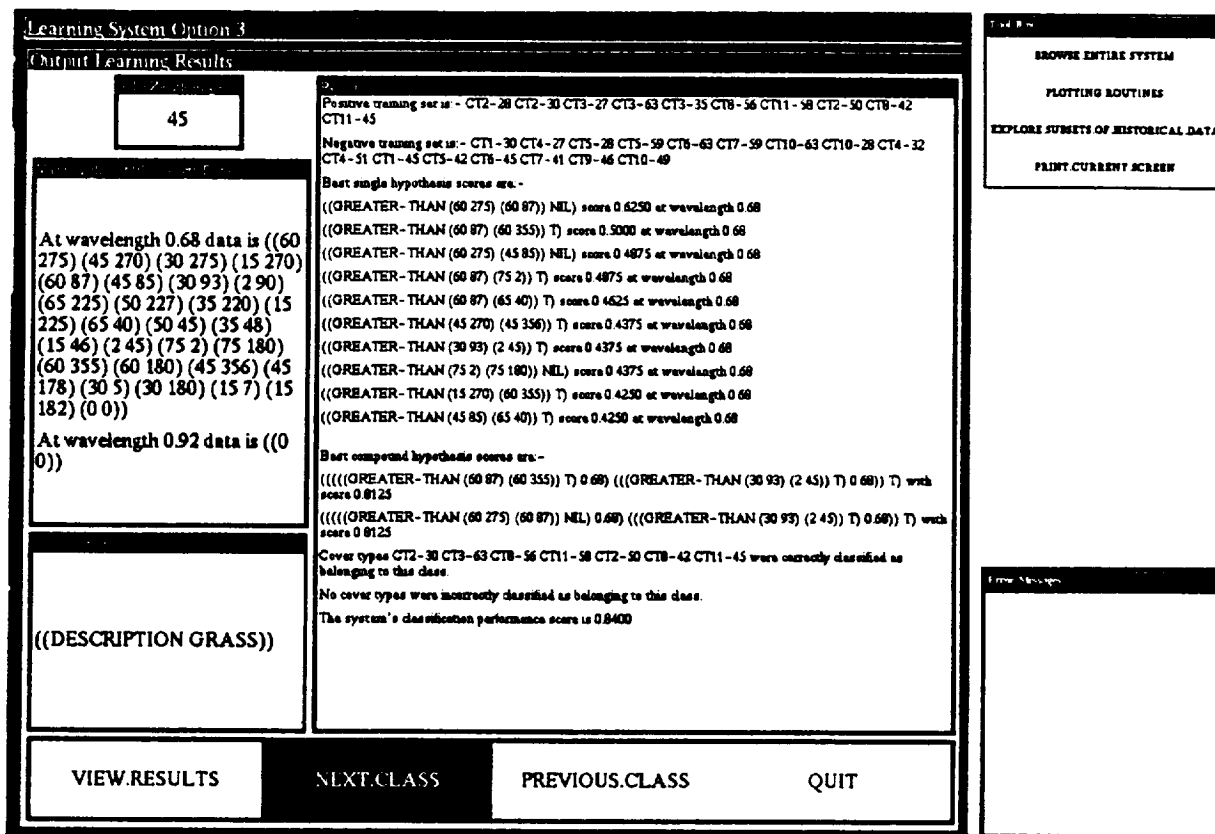 Learning System Option 3
Output Learning Results
45
At wavelength 0.68 data is ((60
275) (45 270) (30 275) (15 270)
(60 87) (45 85) (30 93) (2 90)
(65 225) (50 227) (35 220) (15
225) (65 40) (50 45) (35 48)
(15 46) (2 45) (75 2) (75 180)
(60 355) (60 180) (45 356) (45
178) (30 5) (30 180) (15 7) (15
182) (0 0))
At wavelength 0.92 data is ((0
0))
((DESCRIPTION GRASS))
Positive training set is:- CT2-28 CT2-30 CT3-27 CT3-63 CT3-35 CT8-56 CT11-58 CT2-50 CT8-42
CT11-45
Negative training set is:- CT1-30 CT4-27 CT5-28 CT5-59 CT6-63 CT7-59 CT10-63 CT10-28 CT4-32
CT4-51 CT1-45 CT5-42 CT6-45 CT7-41 CT9-46 CT10-49
Best single hypothesis scores are:-
((GREATER-THAN (60 275) (60 87)) NIL) score 0.6250 at wavelength 0.68
((GREATER-THAN (60 87) (60 355)) T) score 0.5000 at wavelength 0.68
((GREATER-THAN (60 275) (45 85)) NIL) score 0.4875 at wavelength 0.68
((GREATER-THAN (60 87) (75 2)) T) score 0.4875 at wavelength 0.68
((GREATER-THAN (60 87) (65 40)) T) score 0.4625 at wavelength 0.68
((GREATER-THAN (45 270) (45 356)) T) score 0.4375 at wavelength 0.68
((GREATER-THAN (30 93) (2 45)) T) score 0.4375 at wavelength 0.68
((GREATER-THAN (75 2) (75 180)) NIL) score 0.4375 at wavelength 0.68
((GREATER-THAN (15 270) (60 355)) T) score 0.4250 at wavelength 0.68
((GREATER-THAN (45 85) (65 40)) T) score 0.4250 at wavelength 0.68
Best compound hypothesis scores are:-
(((((GREATER-THAN (60 87) (60 355)) T) 0.68) (((GREATER-THAN (30 93) (2 45)) T) 0.68)) T) with
score 0.8125
(((((GREATER-THAN (60 275) (60 87)) NIL) 0.68) (((GREATER-THAN (30 93) (2 45)) T) 0.68)) T) with
score 0.8125
Cover types CT2-30 CT3-63 CT8-56 CT11-58 CT2-50 CT8-42 CT11-45 were correctly classified as
belonging to this class.
No cover types were incorrectly classified as belonging to this class.
The system's classification performance score is 0.8400
VIEW.RESULTS NEXT.CLASS PREVIOUS.CLASS QUIT
Tool Box
BROWSE ENTIRE SYSTEM
PLOTTING ROUTINES
EXPLORE SUBSETS.OF.HISTORICAL.DATA
PRINT.CURRENT SCREEN
Error Messages